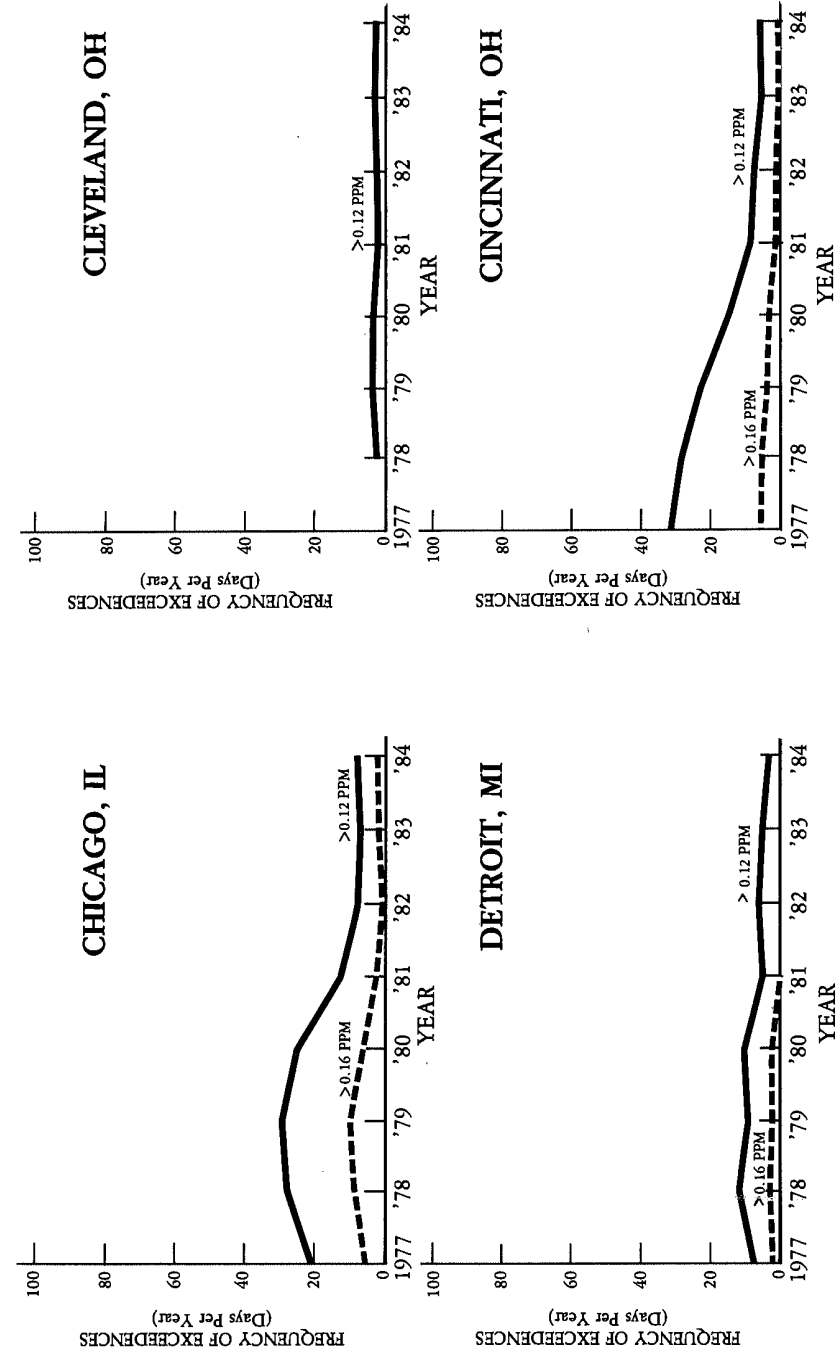 CHICAGO, IL
FREQUENCY OF EXCEEDENCES
(Days Per Year)
100
80
60
40
20
0
>0.16 PPM
>0.12 PPM
1977 '78 '79 '80 '81 '82 '83 '84
YEAR
CLEVELAND, OH
FREQUENCY OF EXCEEDENCES
(Days Per Year)
100
80
60
40
20
0
>0.12 PPM
1977 '78 '79 '80 '81 '82 '83 '84
YEAR
DETROIT, MI
FREQUENCY OF EXCEEDENCES
(Days Per Year)
100
80
60
40
20
0
>0.16 PPM
> 0.12 PPM
1977 '78 '79 '80 '81 '82 '83 '84
YEAR
CINCINNATI, OH
FREQUENCY OF EXCEEDENCES
(Days Per Year)
100
80
60
40
20
0
>0.16 PPM
> 0.12 PPM
1977 '78 '79 '80 '81 '82 '83 '84
YEAR